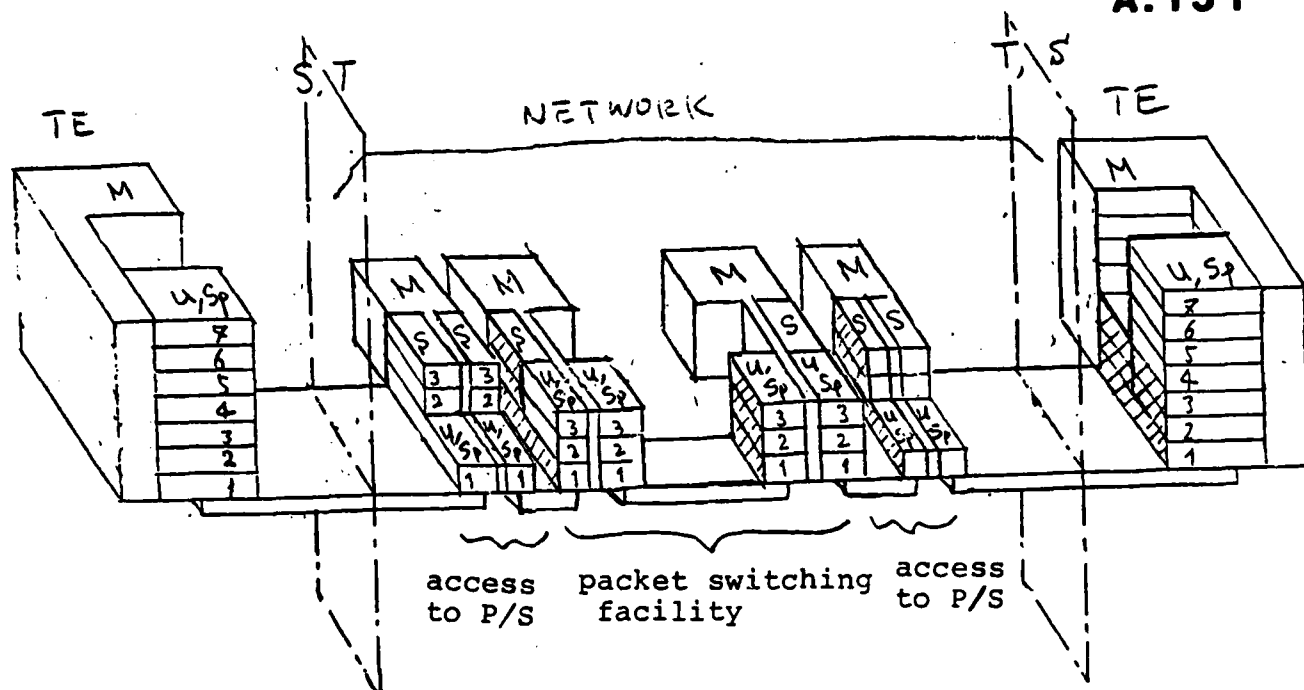 S, T
T, S
TE
NETWORK
TE
M
M
M
M
M
M
U, Sp
U, Sp
7
6
5
4
3
2
1
7
6
5
4
3
2
1
S
S
S
S
S
S
3
3
2
2
U, Sp
U, Sp
1
1
U, Sp
U, Sp
3
3
2
2
1
1
U, Sp
U Sp
3
3
2
2
1
1
U Sp
access
to P/S
packet switching
facility
access
to P/S